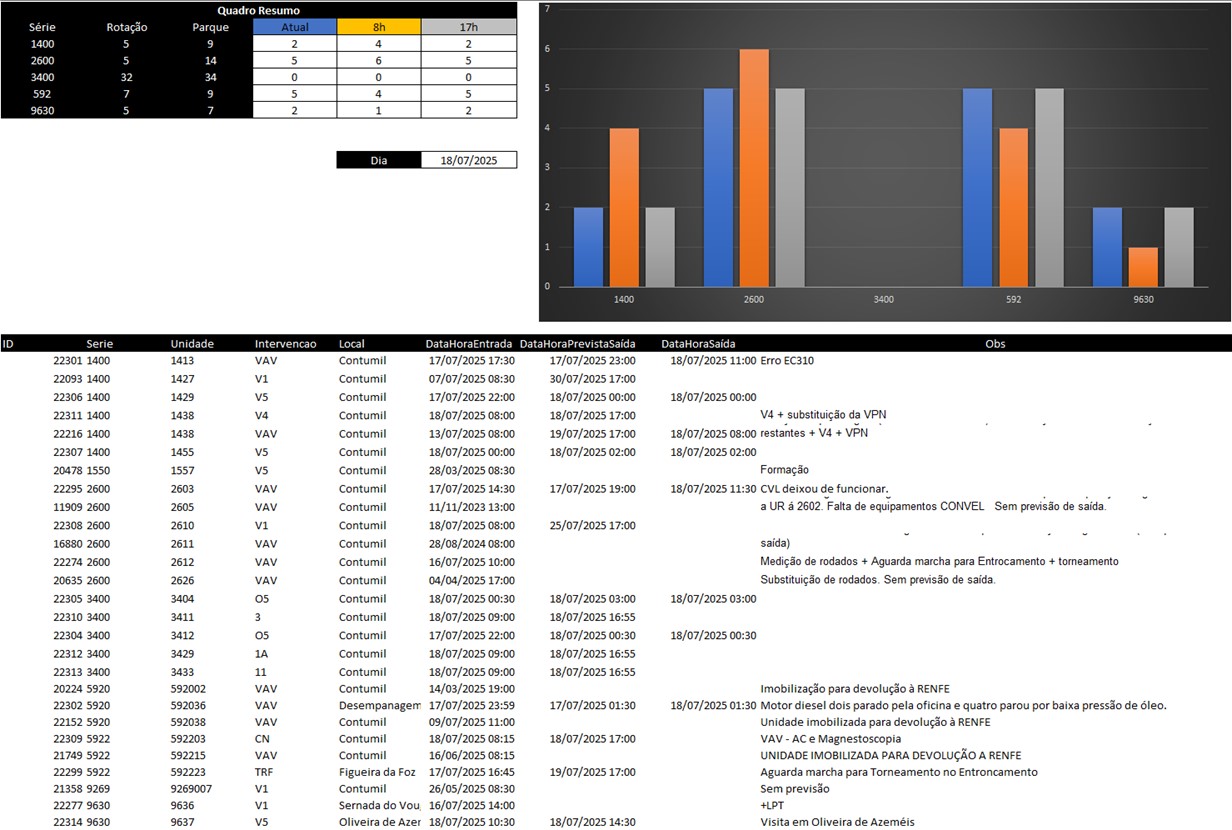 Quadro Resumo
Série Rotação Parque Atual 8h 17h
1400 5 9 2 4 2
2600 5 14 5 6 5
3400 32 34 0 0 0
592 7 9 5 4 5
9630 5 7 2 1 2
Dia 18/07/2025
7
6
5
4
3
2
1
0
1400 2600 3400 592 9630
ID Serie Unidade Intervencao Local DataHoraEntrada DataHoraPrevistaSaída DataHoraSaída Obs
22301 1400 1413 VAV Contumil 17/07/2025 17:30 17/07/2025 23:00 18/07/2025 11:00 Erro EC310
22093 1400 1427 V1 Contumil 07/07/2025 08:30 30/07/2025 17:00
22306 1400 1429 V5 Contumil 17/07/2025 22:00 18/07/2025 00:00 18/07/2025 00:00
22311 1400 1438 V4 Contumil 18/07/2025 08:00 18/07/2025 17:00 V4 + substituição da VPN
22216 1400 1438 VAV Contumil 13/07/2025 08:00 19/07/2025 17:00 18/07/2025 08:00 restantes + V4 + VPN
22307 1400 1455 V5 Contumil 18/07/2025 00:00 18/07/2025 02:00 18/07/2025 02:00
20478 1550 1557 V5 Contumil 28/03/2025 08:30 Formação
22295 2600 2603 VAV Contumil 17/07/2025 14:30 17/07/2025 19:00 18/07/2025 11:30 CVL deixou de funcionar.
11909 2600 2605 VAV Contumil 11/11/2023 13:00 a UR á 2602. Falta de equipamentos CONVEL Sem previsão de saída.
22308 2600 2610 V1 Contumil 18/07/2025 08:00 25/07/2025 17:00
16880 2600 2611 VAV Contumil 28/08/2024 08:00 saída)
22274 2600 2612 VAV Contumil 16/07/2025 10:00 Medição de rodados + Aguarda marcha para Entrocamento + torneamento
20635 2600 2626 VAV Contumil 04/04/2025 17:00 Substituição de rodados. Sem previsão de saída.
22305 3400 3404 O5 Contumil 18/07/2025 00:30 18/07/2025 03:00 18/07/2025 03:00
22310 3400 3411 3 Contumil 18/07/2025 09:00 18/07/2025 16:55
22304 3400 3412 O5 Contumil 17/07/2025 22:00 18/07/2025 00:30 18/07/2025 00:30
22312 3400 3429 1A Contumil 18/07/2025 09:00 18/07/2025 16:55
22313 3400 3433 11 Contumil 18/07/2025 09:00 18/07/2025 16:55
20224 5920 592002 VAV Contumil 14/03/2025 19:00 Imobilização para devolução à RENFE
22302 5920 592036 VAV Desempanagem 17/07/2025 23:59 17/07/2025 01:30 18/07/2025 01:30 Motor diesel dois parado pela oficina e quatro parou por baixa pressão de óleo.
22152 5920 592038 VAV Contumil 09/07/2025 11:00 Unidade imobilizada para devolução à RENFE
22309 5922 592203 CN Contumil 18/07/2025 08:15 18/07/2025 17:00 VAV - AC e Magnestoscopia
21749 5922 592215 VAV Contumil 16/06/2025 08:15 UNIDADE IMOBILIZADA PARA DEVOLUÇÃO A RENFE
22299 5922 592223 TRF Figueira da Foz 17/07/2025 16:45 19/07/2025 17:00 Aguarda marcha para Torneamento no Entroncamento
21358 9269 9269007 V1 Contumil 26/05/2025 08:30 Sem previsão
22277 9630 9636 V1 Sernada do Vou 16/07/2025 14:00 +LPT
22314 9630 9637 V5 Oliveira de Azer 18/07/2025 10:30 18/07/2025 14:30 Visita em Oliveira de Azeméis